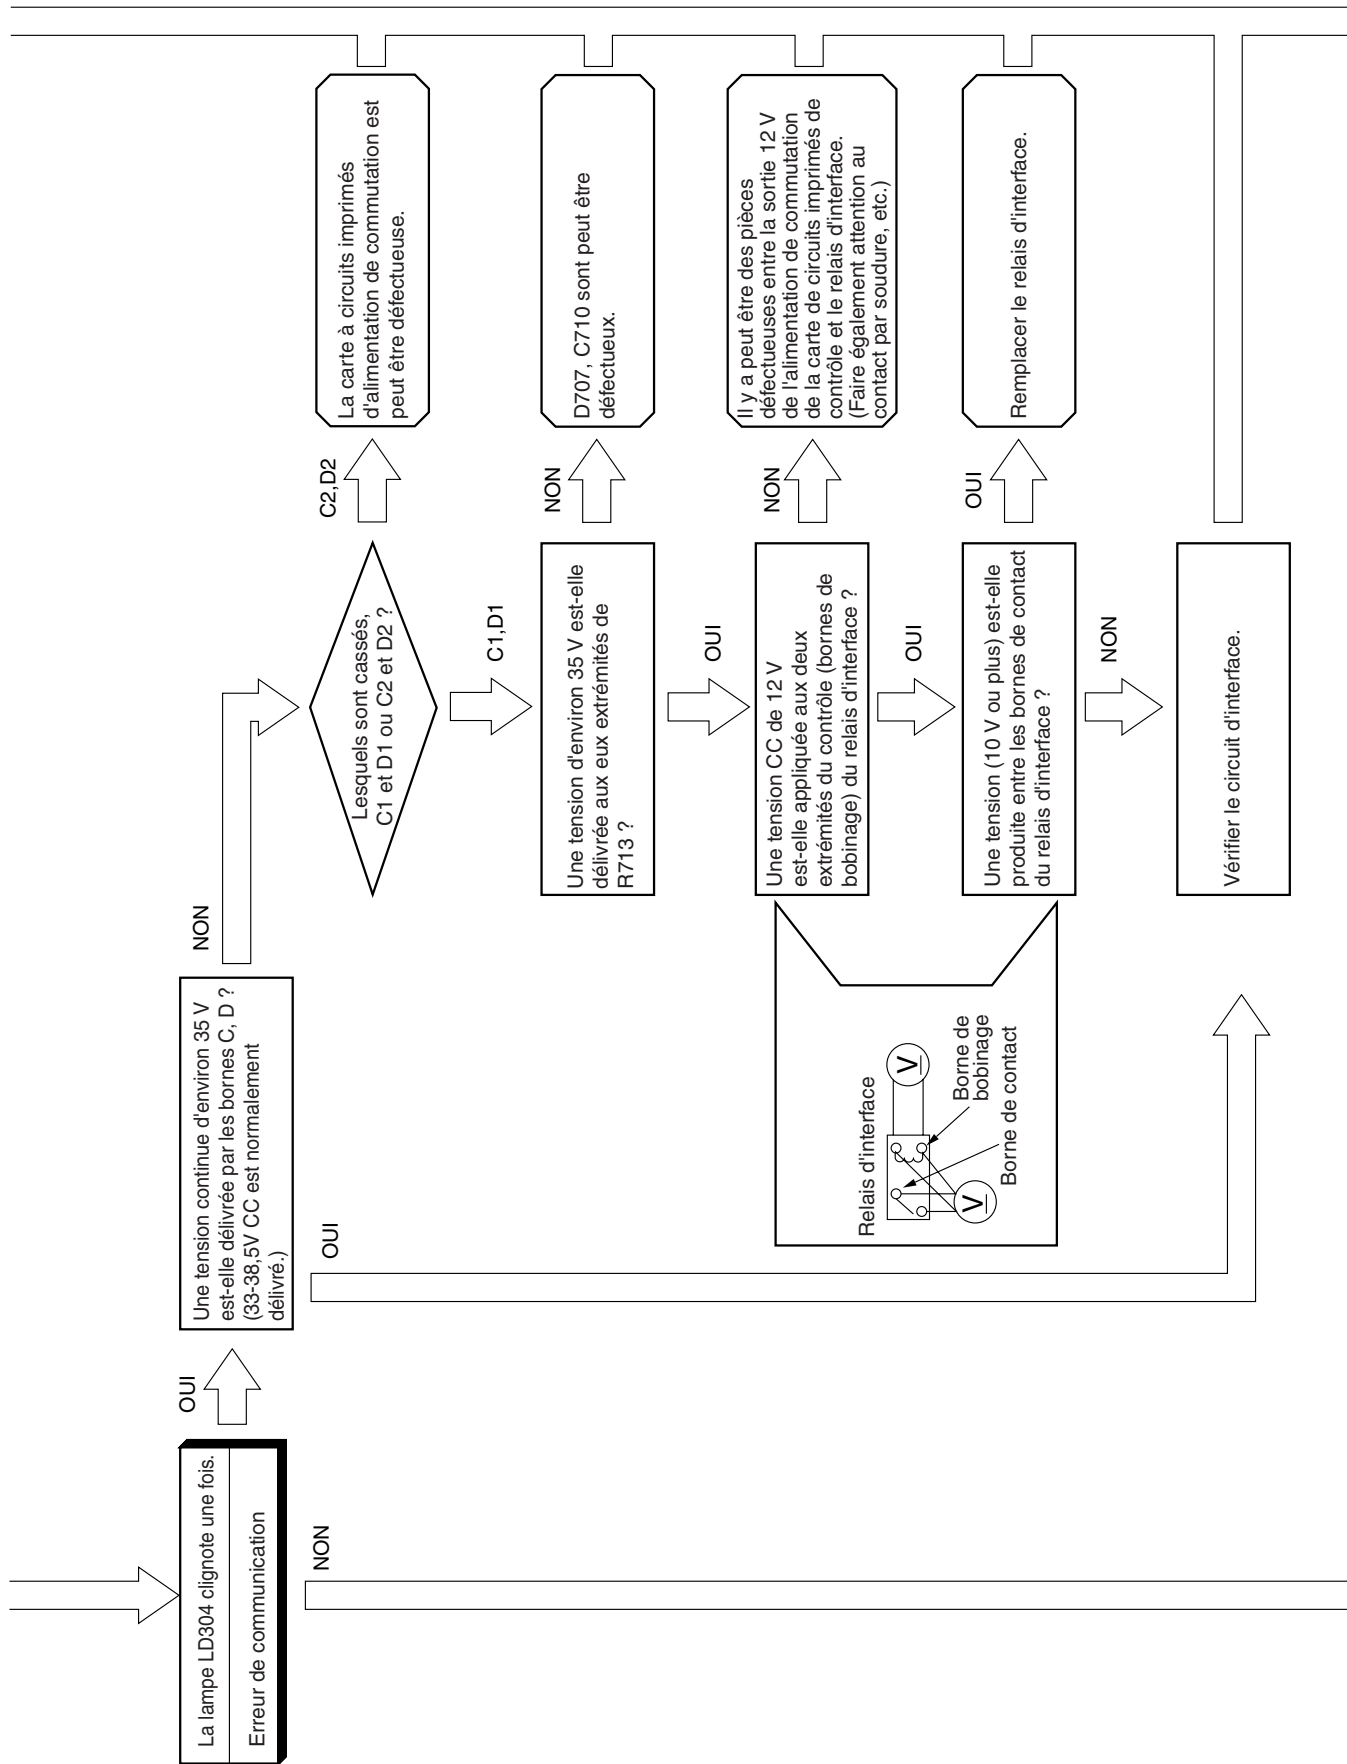 La lampe LD304 clignote une fois.
Erreur de communication
OUI
NON
Une tension continue d'environ 35 V
est-elle délivrée par les bornes C, D ?
(33-38,5V CC est normalement
délivré.)
NON
OUI
Lesquels sont cassés,
C1 et D1 ou C2 et D2 ?
C2,D2
La carte à circuits imprimés
d'alimentation de commutation est
peut être défectueuse.
C1,D1
Une tension d'environ 35 V est-elle
délivrée aux eux extrémités de
R713 ?
NON
D707, C710 sont peut être
défectueux.
OUI
Une tension CC de 12 V
est-elle appliquée aux deux
extrémités du contrôle (bornes de
bobinage) du relais d'interface ?
NON
Il y a peut être des pièces
défectueuses entre la sortie 12 V
de l'alimentation de commutation
de la carte de circuits imprimés de
contrôle et le relais d'interface.
(Faire également attention au
contact par soudure, etc.)
OUI
Une tension (10 V ou plus) est-elle
produite entre les bornes de contact
du relais d'interface ?
OUI
Remplacer le relais d'interface.
NON
Vérifier le circuit d'interface.
Relais d'interface
V
V
Borne de
bobinage
Borne de contact